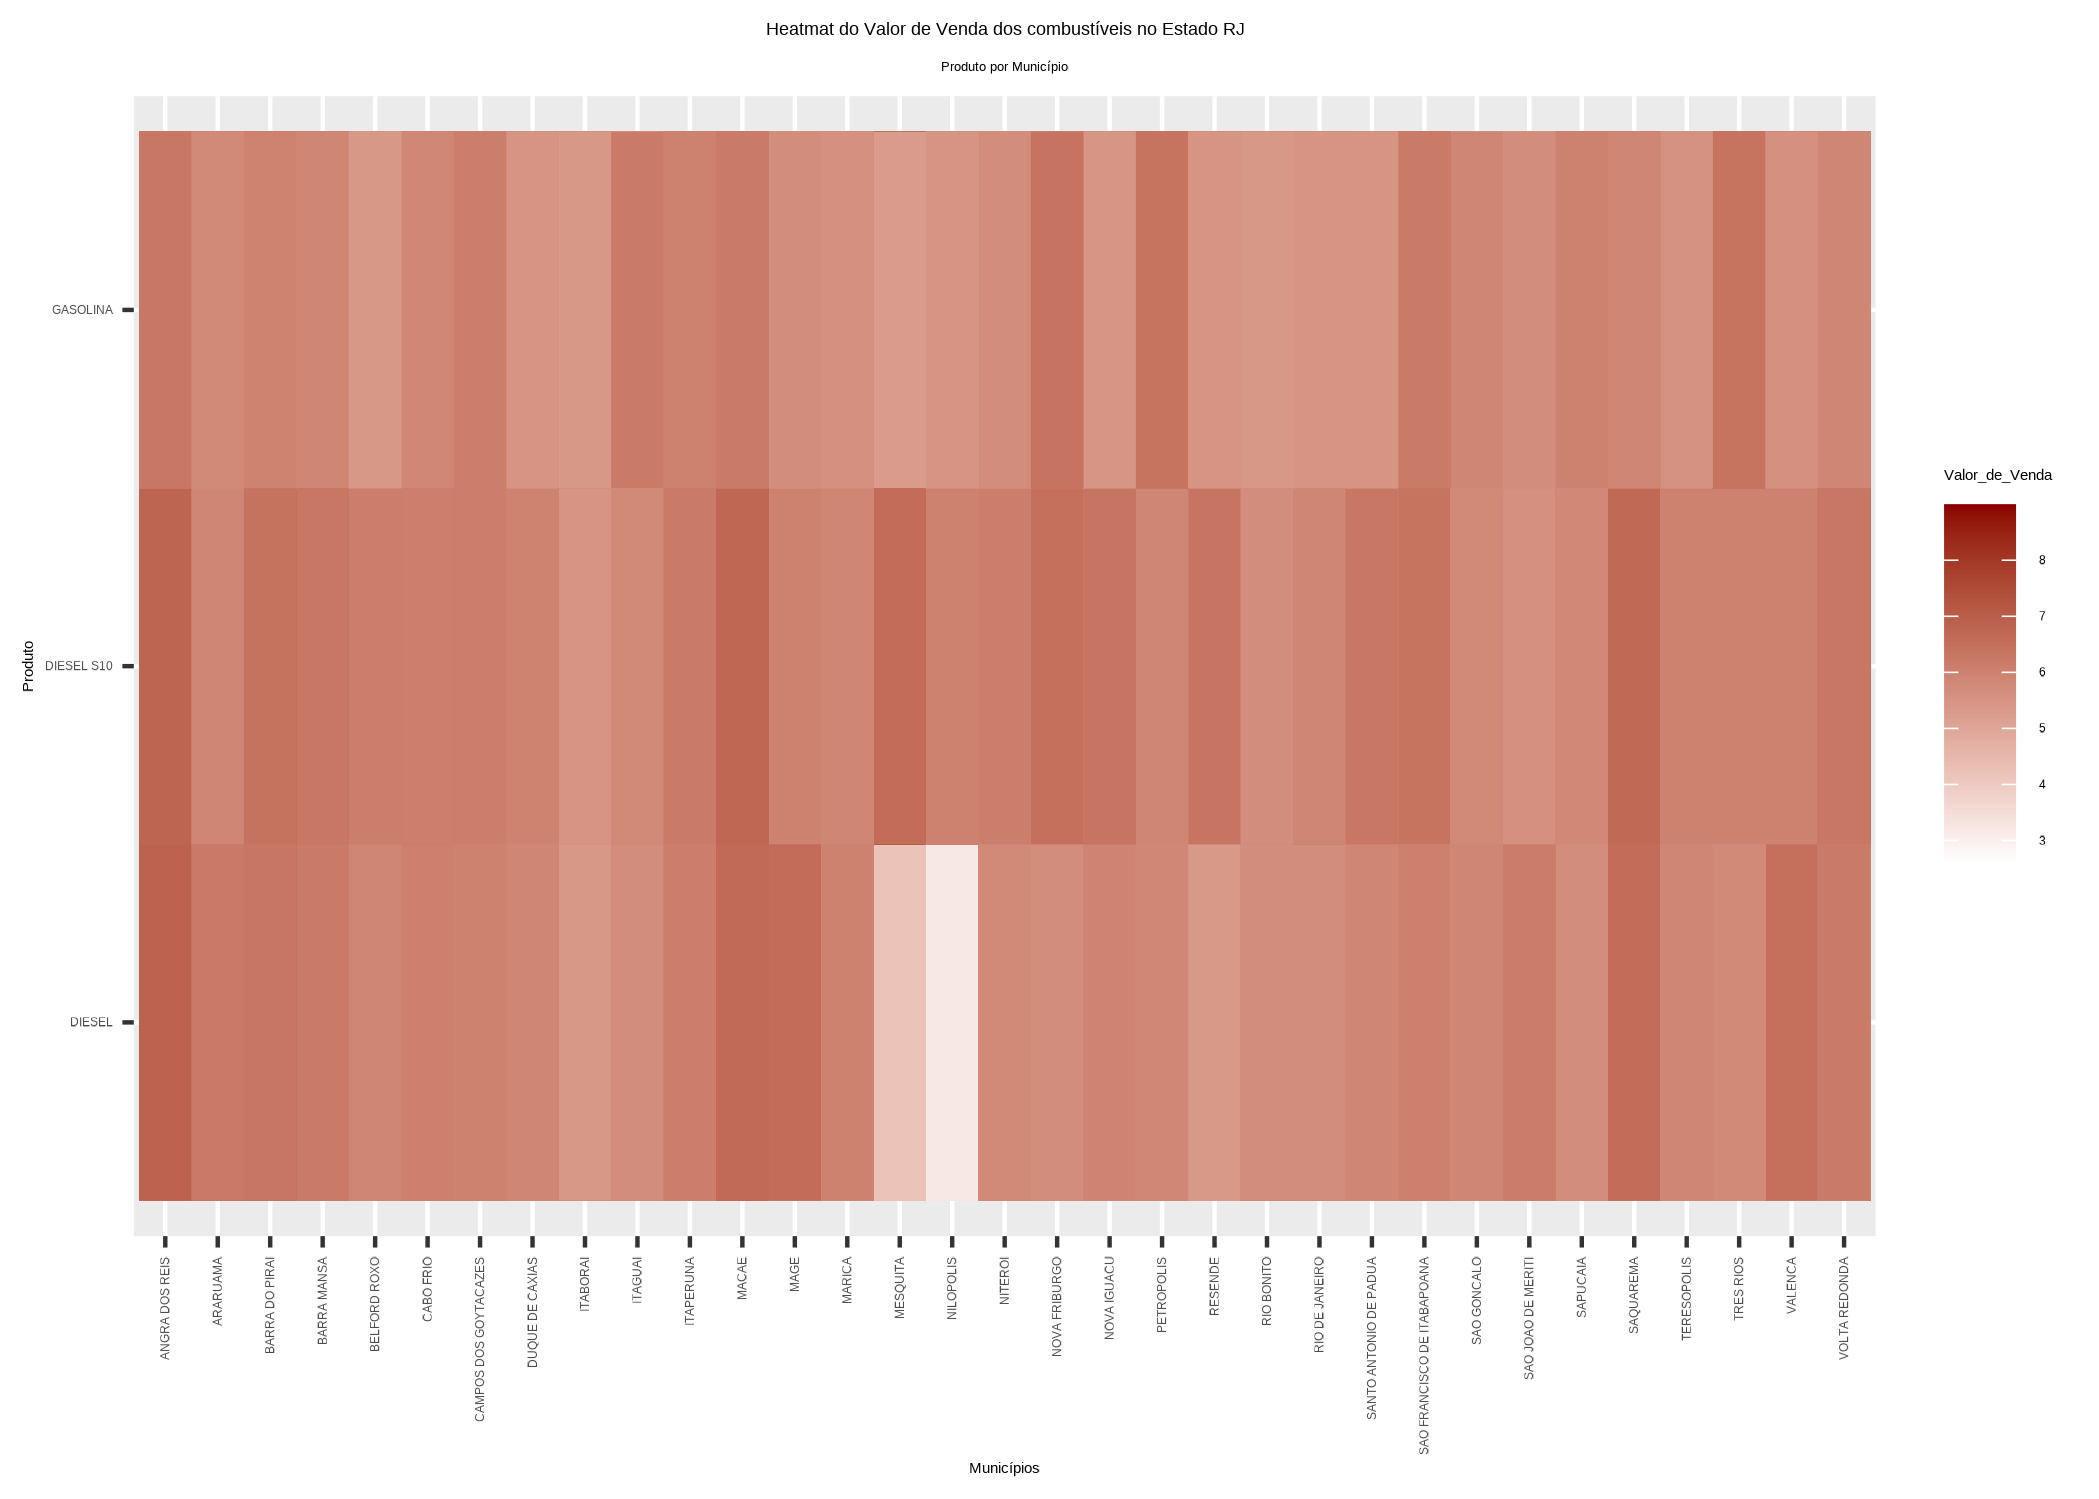 Heatmat do Valor de Venda dos combustíveis no Estado RJ
Produto por Município
Produto
GASOLINA
DIESEL S10
DIESEL
Valor_de_Venda
8
7
6
5
4
3
ANGRA DOS REIS
ARARUAMA
BARRA DO PIRAI
BARRA MANSA
BELFORD ROXO
CABO FRIO
CAMPOS DOS GOYTACAZES
DUQUE DE CAXIAS
ITABORAI
ITAGUAI
ITAPERUNA
MACAE
MAGE
MARICA
MESQUITA
NILOPOLIS
NITEROI
NOVA FRIBURGO
NOVA IGUACU
PETROPOLIS
RESENDE
RIO BONITO
RIO DE JANEIRO
SANTO ANTONIO DE PADUA
SAO FRANCISCO DE ITABAPOANA
SAO GONCALO
SAO JOAO DE MERITI
SAPUCAIA
SAQUAREMA
TERESOPOLIS
TRES RIOS
VALENCA
VOLTA REDONDA
Municípios